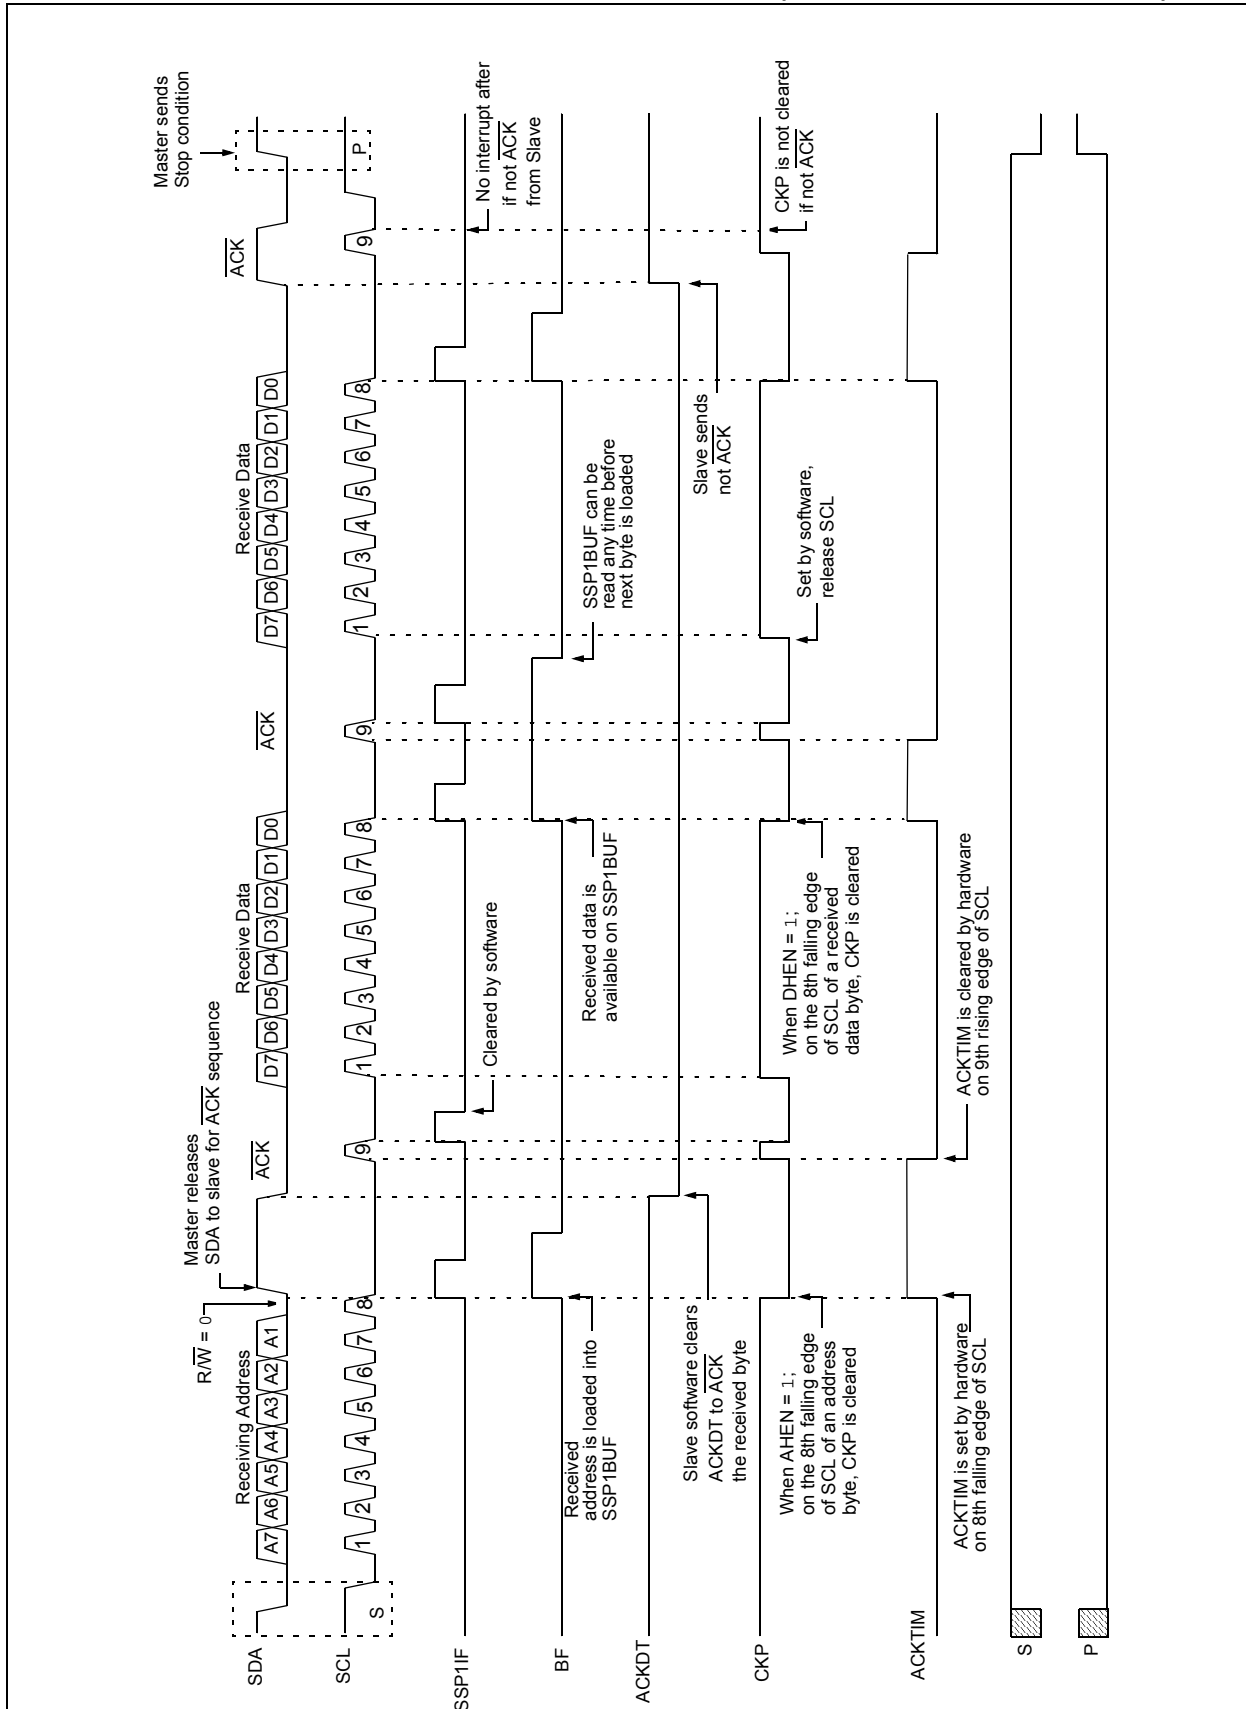 Master sends
Stop condition
Master releases
SDA to slave for ACK sequence
R/W = 0
Receiving Address
ACK
Receive Data
ACK
Receive Data
ACK
SDA
A7 A6 A5 A4 A3 A2 A1
D7 D6 D5 D4 D3 D2 D1 D0
D7 D6 D5 D4 D3 D2 D1 D0
SCL
S
1 2 3 4 5 6 7 8 9
1 2 3 4 5 6 7 8 9
1 2 3 4 5 6 7 8 9
P
SSP1IF
Cleared by software
No interrupt after
if not ACK
from Slave
BF
Received
address is loaded into
SSP1BUF
Received data is
available on SSP1BUF
SSP1BUF can be
read any time before
next byte is loaded
ACKDT
Slave software clears
ACKDT to ACK
the received byte
Slave sends
not ACK
CKP
When AHEN = 1;
on the 8th falling edge
of SCL of an address
byte, CKP is cleared
When DHEN = 1;
on the 8th falling edge
of SCL of a received
data byte, CKP is cleared
Set by software,
release SCL
CKP is not cleared
if not ACK
ACKTIM
ACKTIM is set by hardware
on 8th falling edge of SCL
ACKTIM is cleared by hardware
on 9th rising edge of SCL
S
P